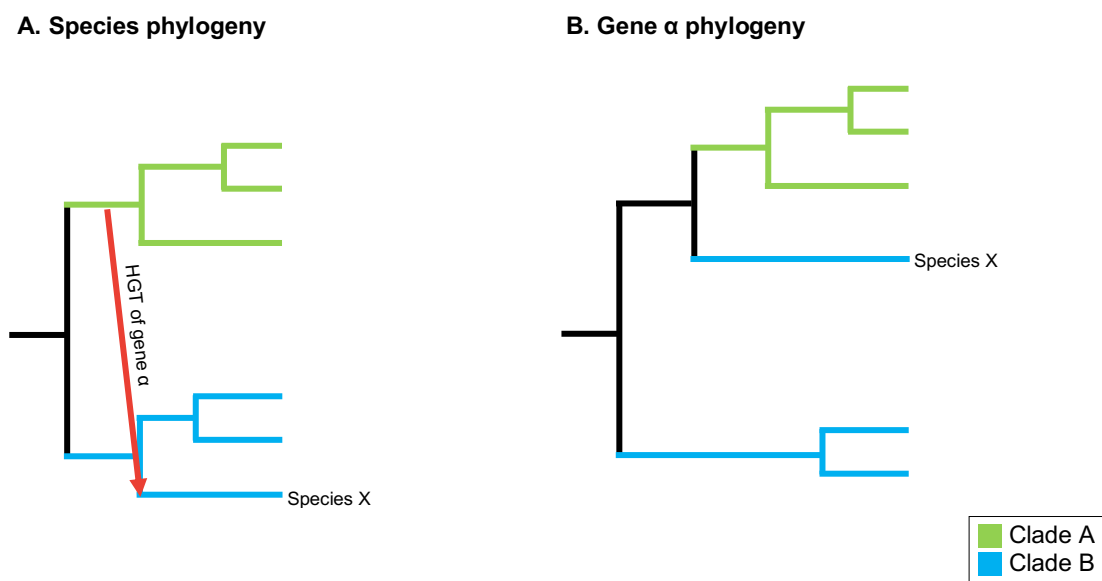 A. Species phylogeny
B. Gene α phylogeny
HGT of gene α
Species X
Species X
Clade A
Clade B